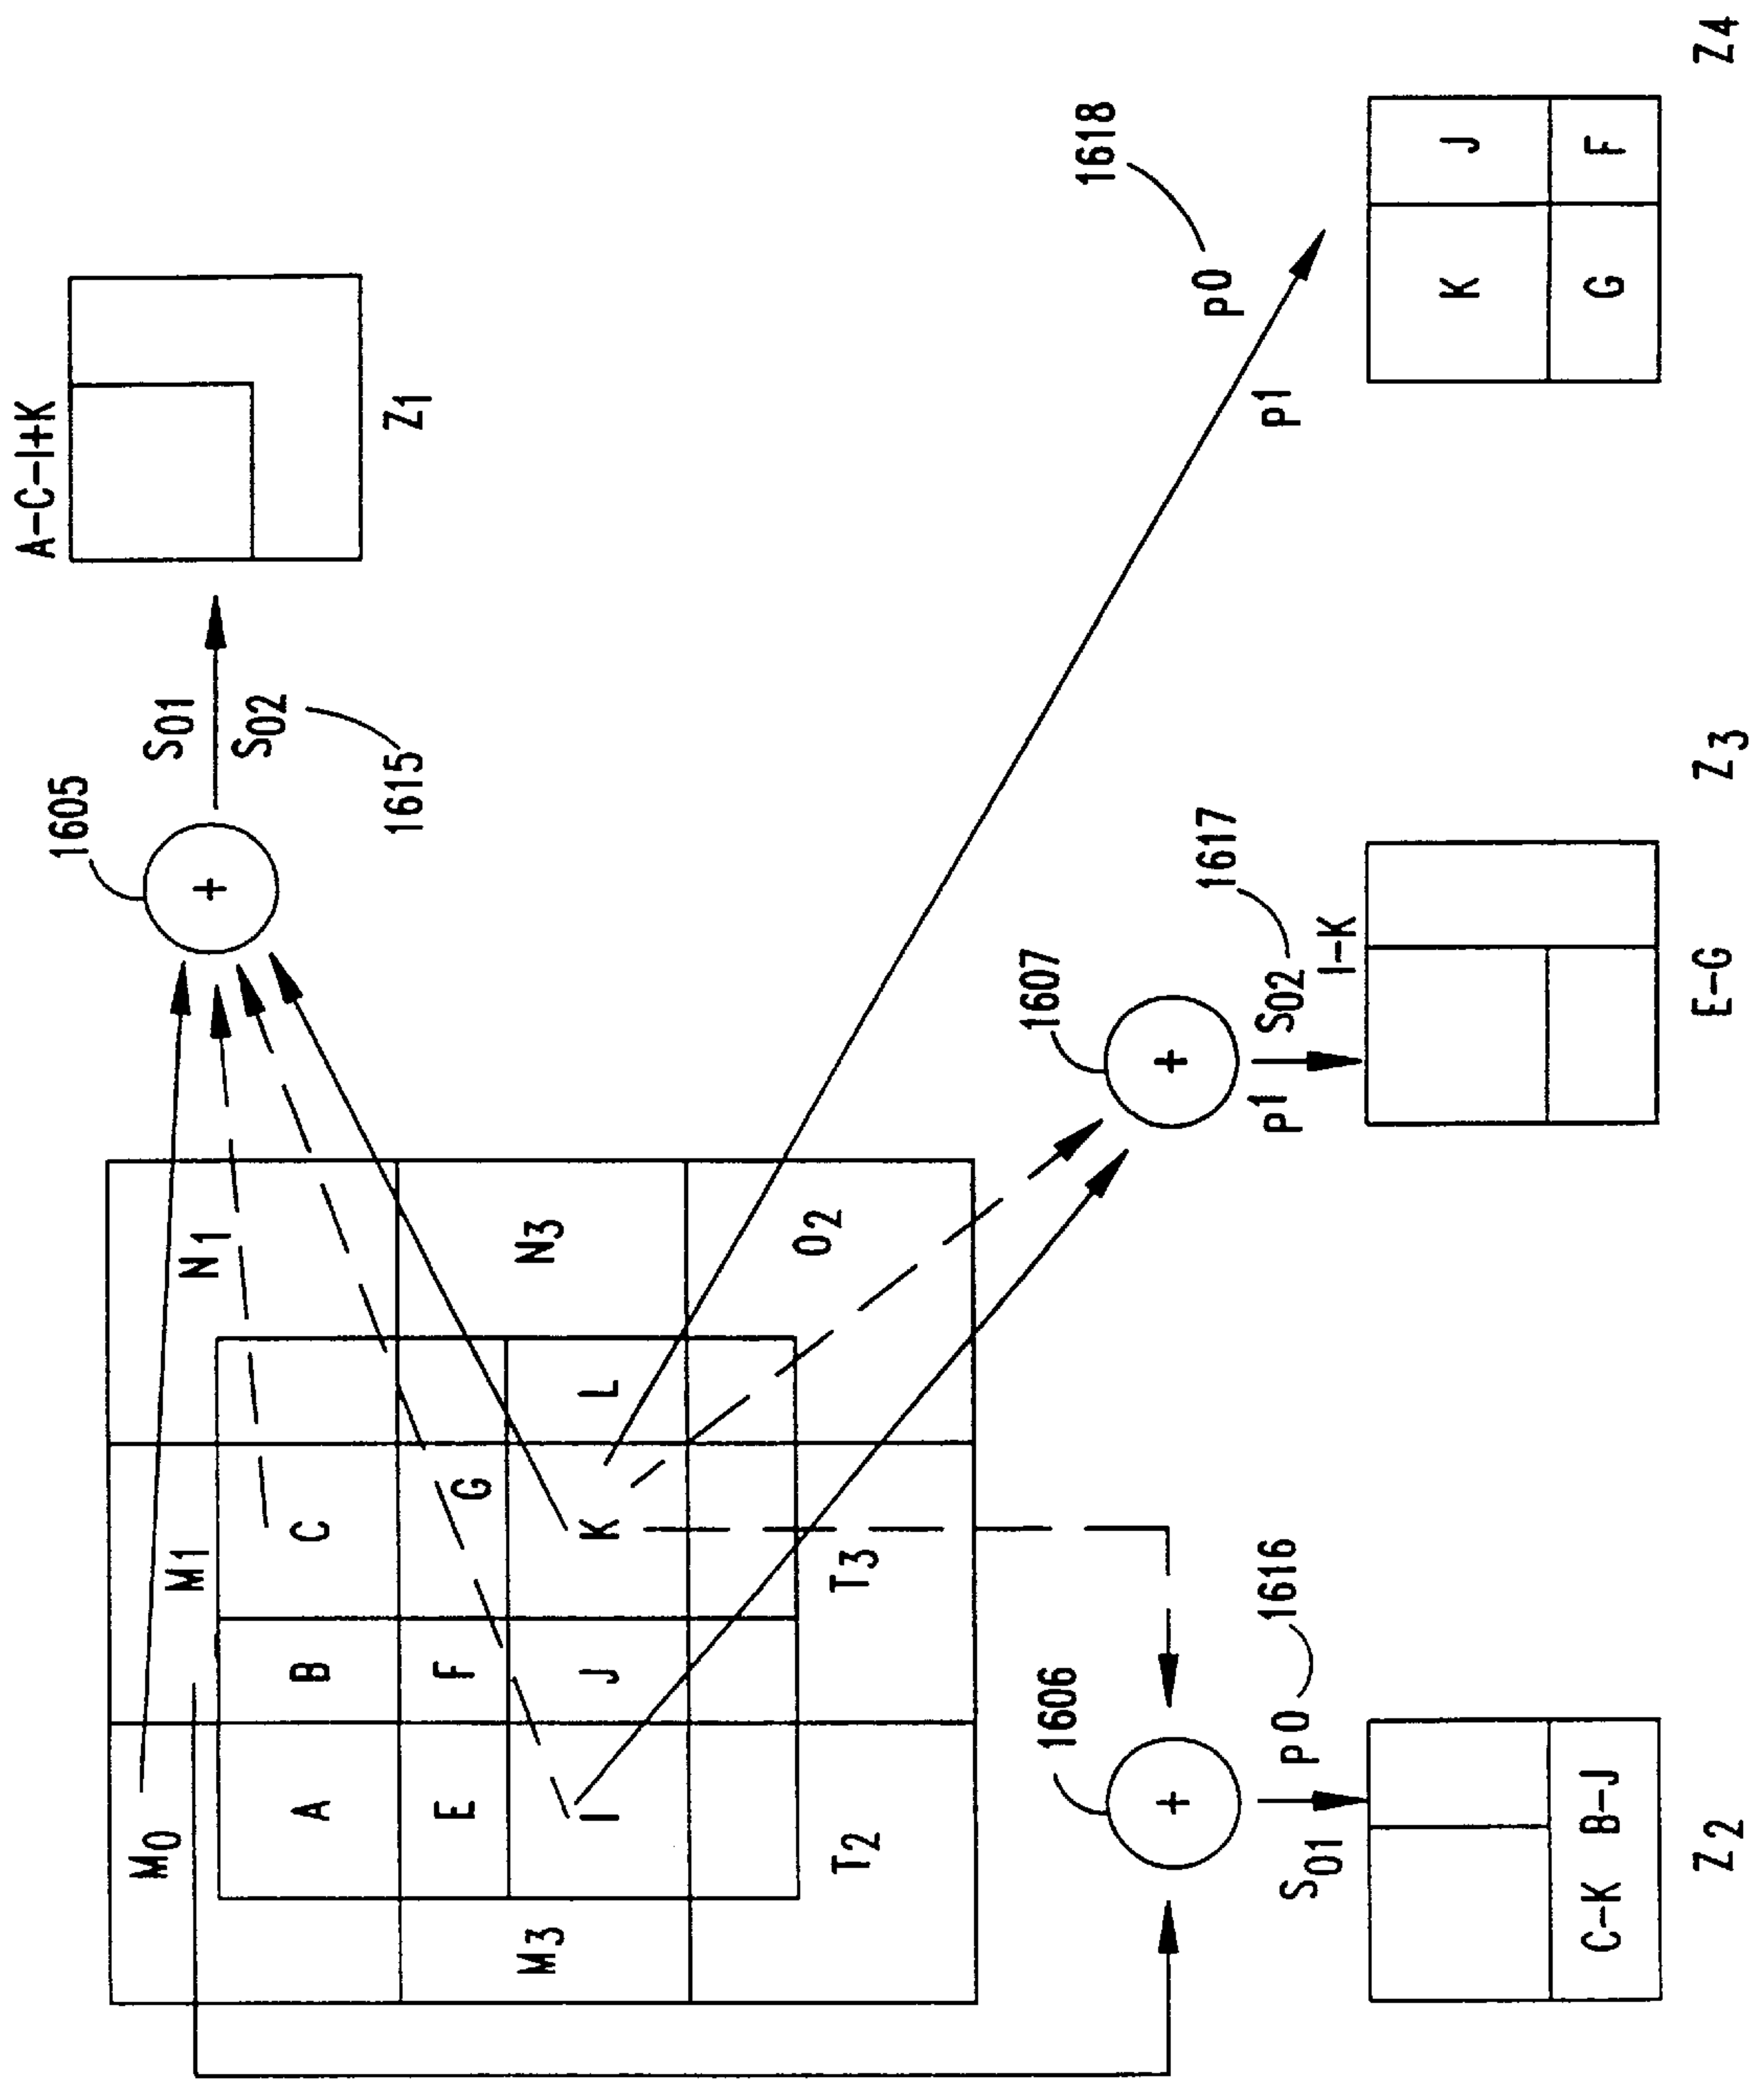 A-C-I+K
1605
M0 M1 N1
+ S01
S02
A B C
1615 Z1
E F G
M3 N3
I J K L
T2 T3 O2
1606 1607 1618
+ +
1616 1617
S01 P0
P1 S02
P1 P0
I-K
K J
C-K B-J
G F
E-G
Z2 Z3 Z4